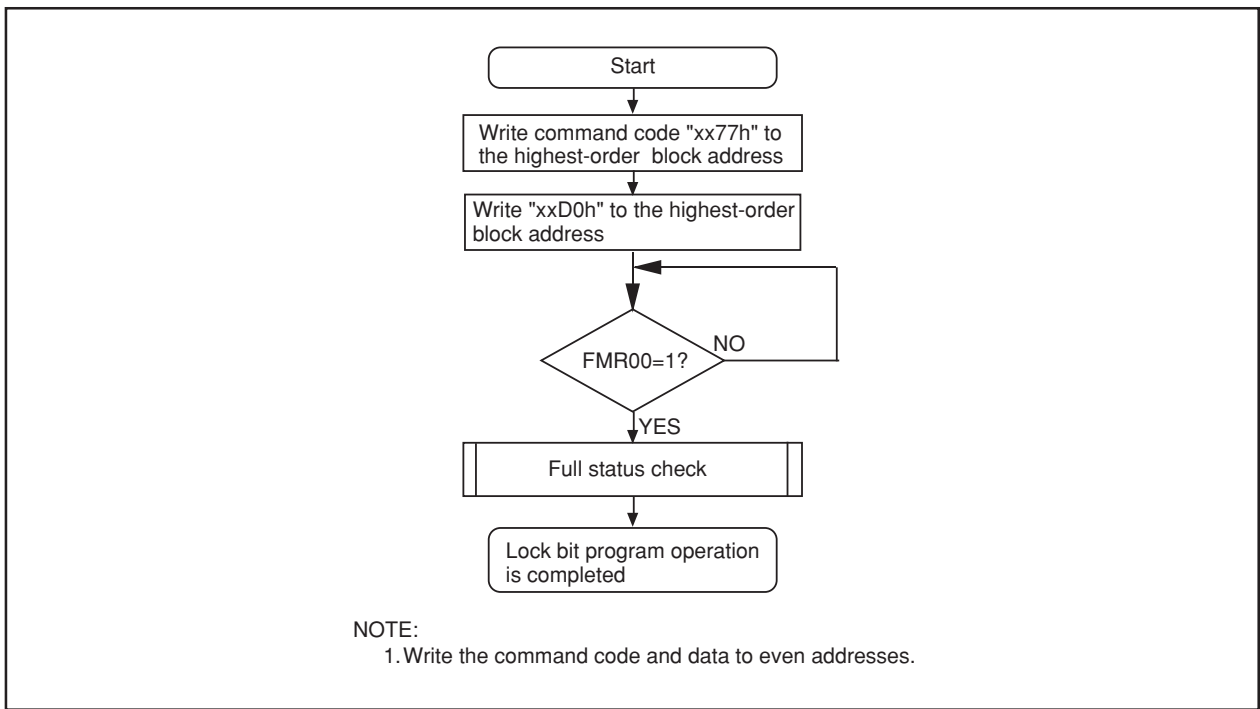 Start
Write command code "xx77h" to
the highest-order block address
Write "xxD0h" to the highest-order
block address
FMR00=1?
NO
YES
Full status check
Lock bit program operation
is completed
NOTE:
1. Write the command code and data to even addresses.